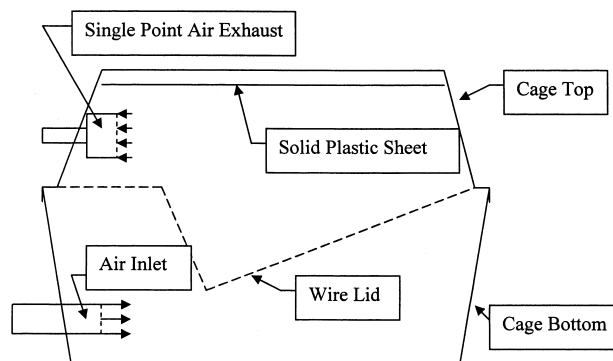 Single Point Air Exhaust
Cage Top
Solid Plastic Sheet
Air Inlet
Wire Lid
Cage Bottom